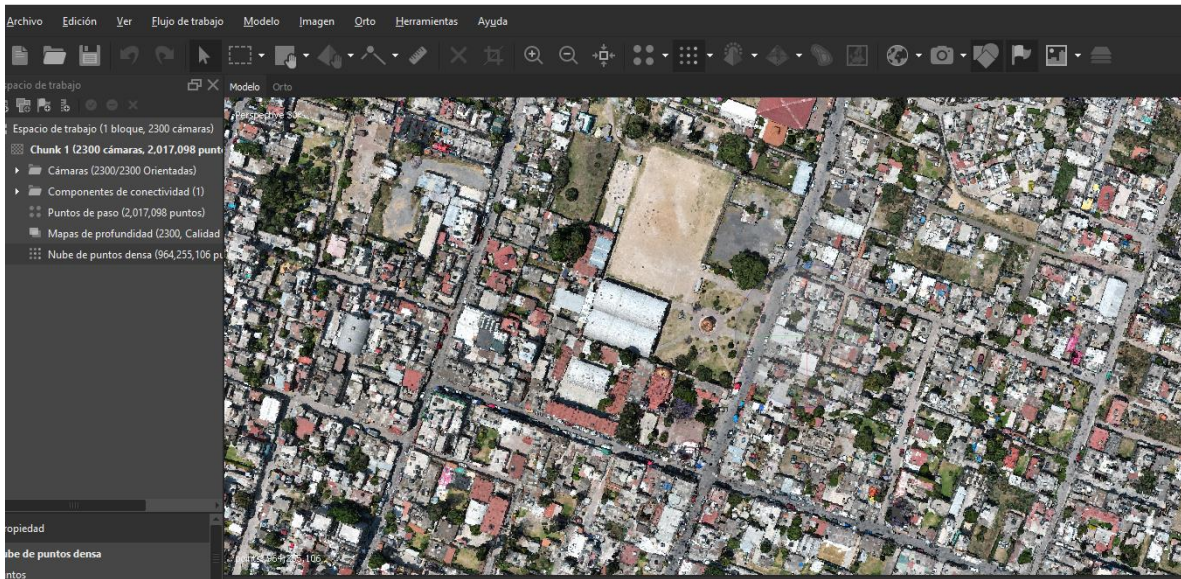 Archivo Edición Ver Flujo de trabajo Modelo Imagen Orto Herramientas Ayuda
spacio de trabajo
Modelo Orto
Espacio de trabajo (1 bloque, 2300 cámaras)
Chunk 1 (2300 cámaras, 2,017,098 punt
Cámaras (2300/2300 Orientadas)
Componentes de conectividad (1)
Puntos de paso (2,017,098 puntos)
Mapas de profundidad (2300, Calidad
Nube de puntos densa (964,255,106 pu
Perspective
ropiedad
ube de puntos densa
ntos